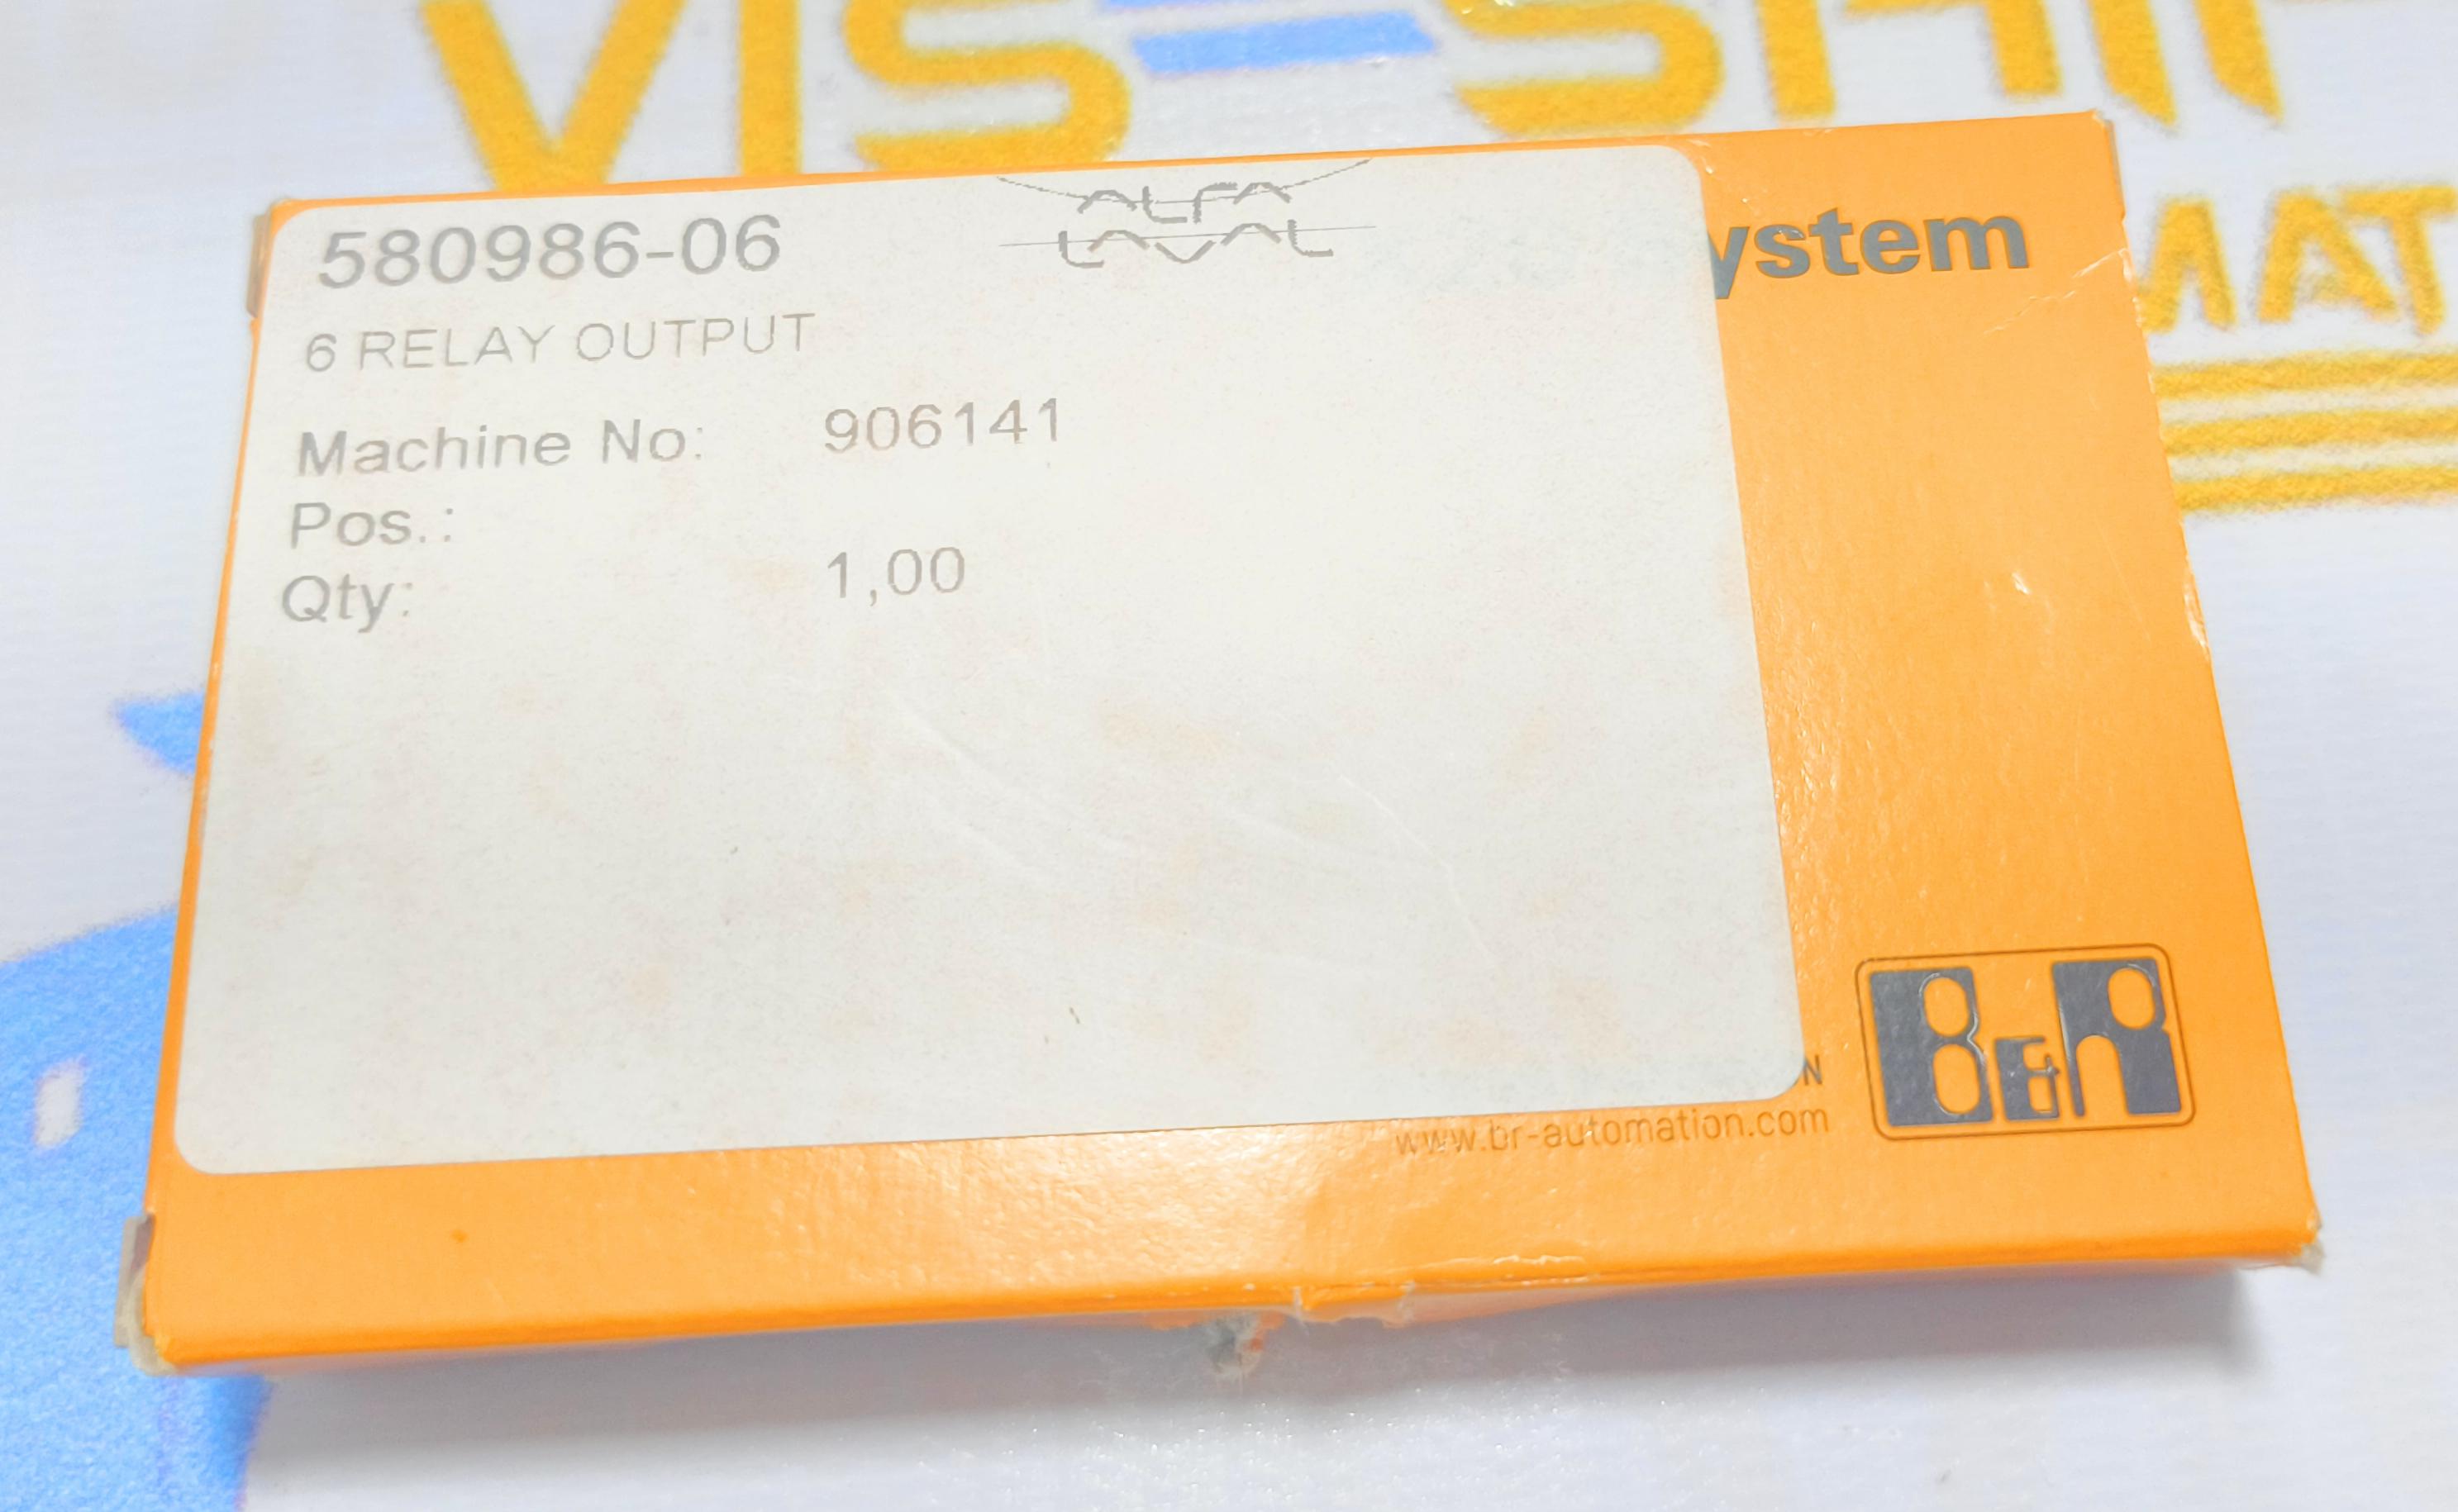 VIS
580986-06
ALFA
LAVAL
ystem
6 RELAY OUTPUT
Machine No: 906141
Pos.:
Qty: 1,00
N
www.br-automation.com
B&R